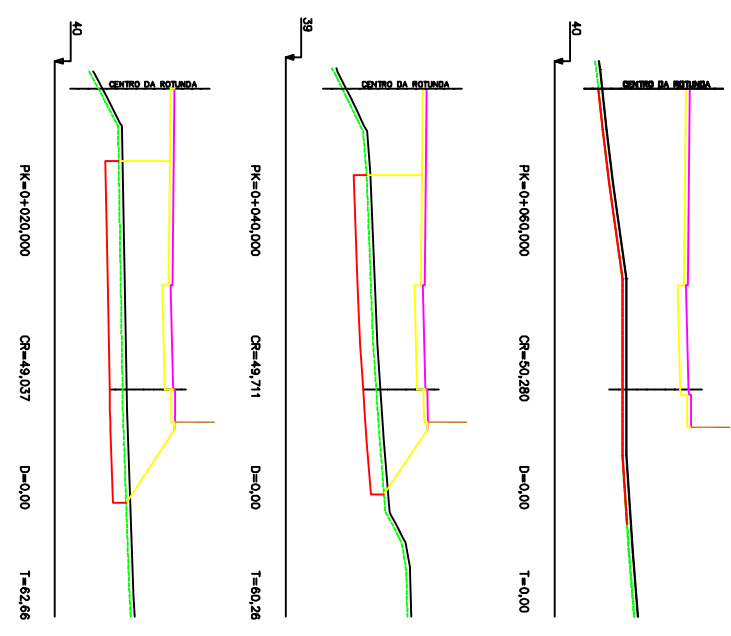 40
CENTRO DA ROTUNDA
PK=0+020,000 CR=49,037 D=0,00 T=62,66
39
CENTRO DA ROTUNDA
PK=0+040,000 CR=49,711 D=0,00 T=60,26
40
CENTRO DA ROTUNDA
PK=0+060,000 CR=50,280 D=0,00 T=0,00